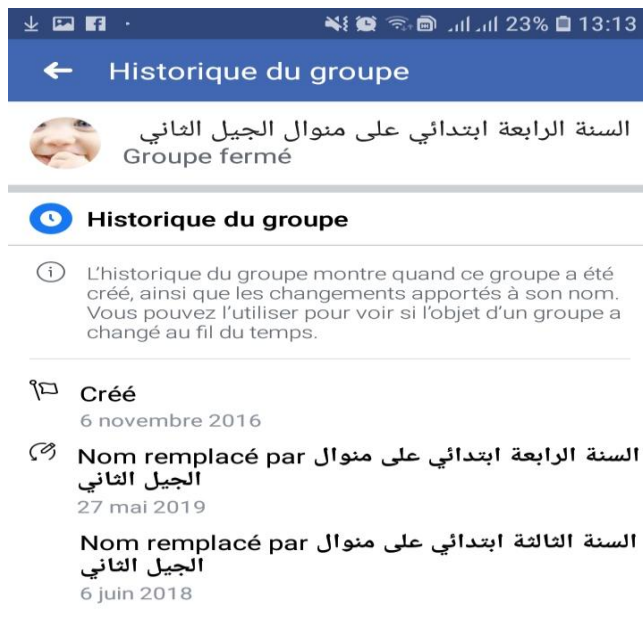 23% 13:13
Historique du groupe
السنة الرابعة ابتدائي على منوال الجيل الثاني
Groupe fermé
Historique du groupe
L'historique du groupe montre quand ce groupe a été
créé, ainsi que les changements apportés à son nom.
Vous pouvez l'utiliser pour voir si l'objet d'un groupe a
changé au fil du temps.
Créé
6 novembre 2016
Nom remplacé par السنة الرابعة ابتدائي على منوال
الجيل الثاني
27 mai 2019
Nom remplacé par السنة الثالثة ابتدائي على منوال
الجيل الثاني
6 juin 2018